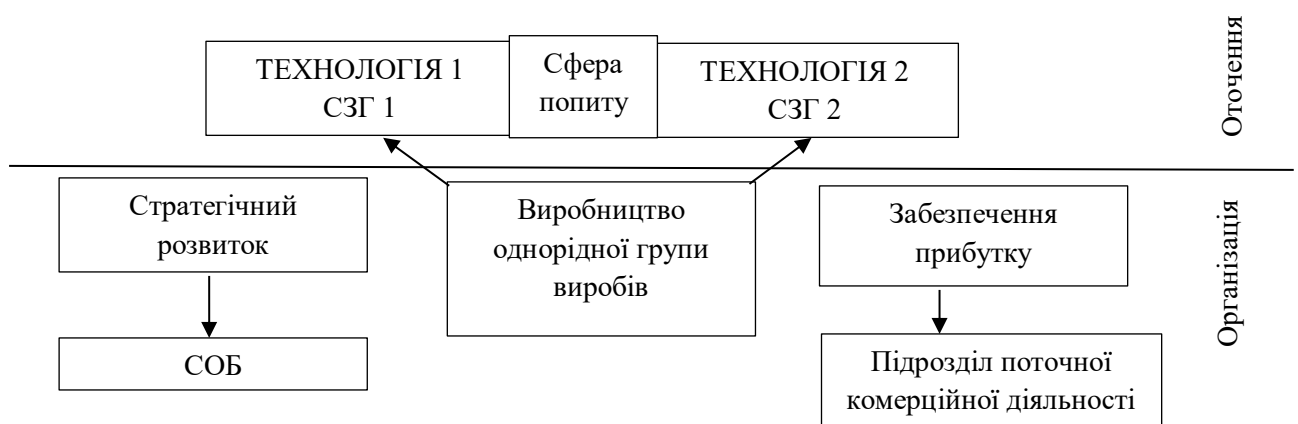 ТЕХНОЛОГІЯ 1
СЗГ 1
Сфера
попиту
ТЕХНОЛОГІЯ 2
СЗГ 2
Оточення
Стратегічний
розвиток
Виробництво
однорідної групи
виробів
Забезпечення
прибутку
Організація
СОБ
Підрозділ поточної
комерційної діяльності